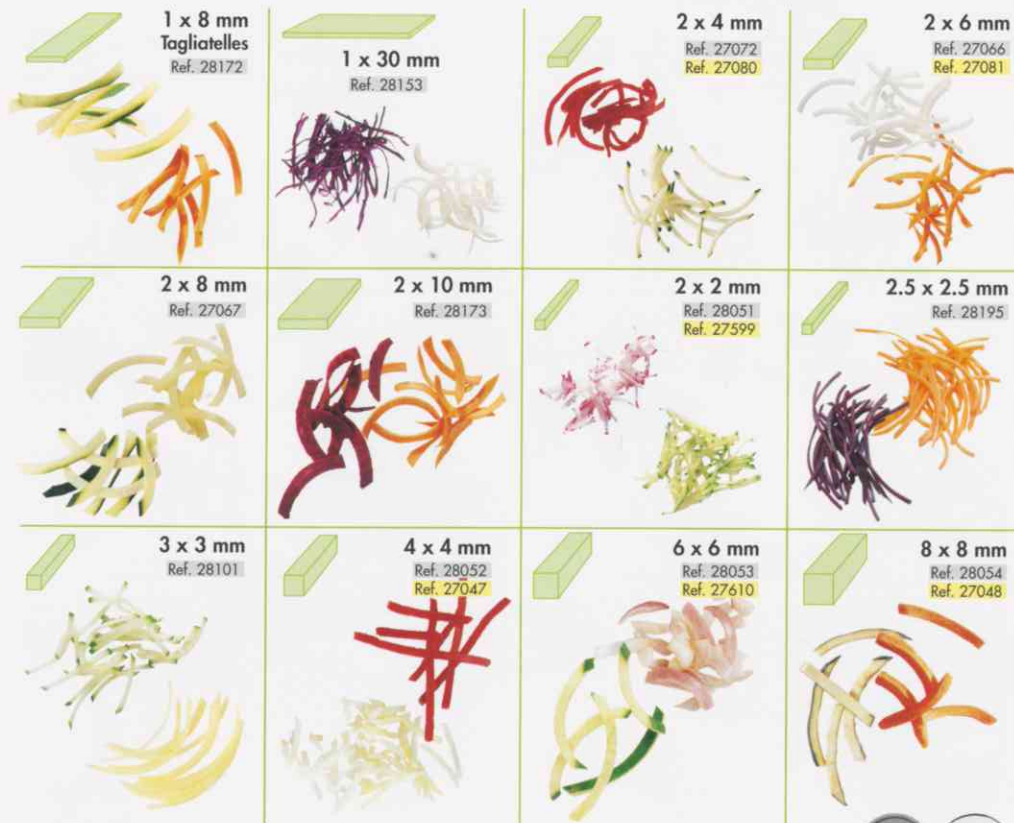 1 x 8 mm
Tagliatelles
Ref. 28172
1 x 30 mm
Ref. 28153
2 x 4 mm
Ref. 27072
Ref. 27080
2 x 6 mm
Ref. 27066
Ref. 27081
2 x 8 mm
Ref. 27067
2 x 10 mm
Ref. 28173
2 x 2 mm
Ref. 28051
Ref. 27599
2.5 x 2.5 mm
Ref. 28195
3 x 3 mm
Ref. 28101
4 x 4 mm
Ref. 28052
Ref. 27047
6 x 6 mm
Ref. 28053
Ref. 27610
8 x 8 mm
Ref. 28054
Ref. 27048